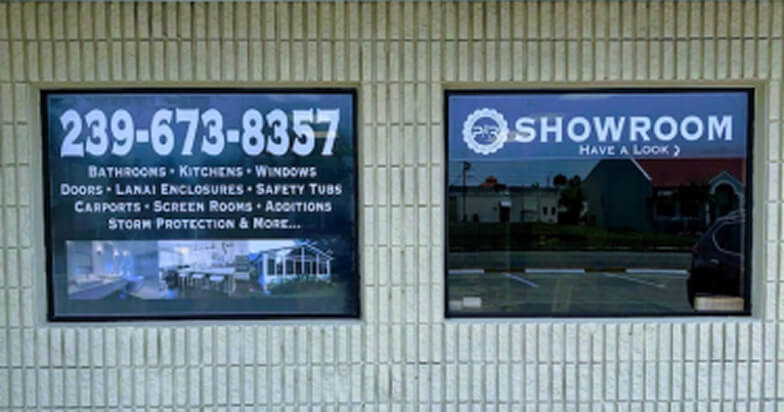 239-673-8357
BATHROOMS • KITCHENS • WINDOWS
DOORS • LANAI ENCLOSURES • SAFETY TUBS
CARPORTS • SCREEN ROOMS • ADDITIONS
STORM PROTECTION & MORE...
SHOWROOM
HAVE A LOOK